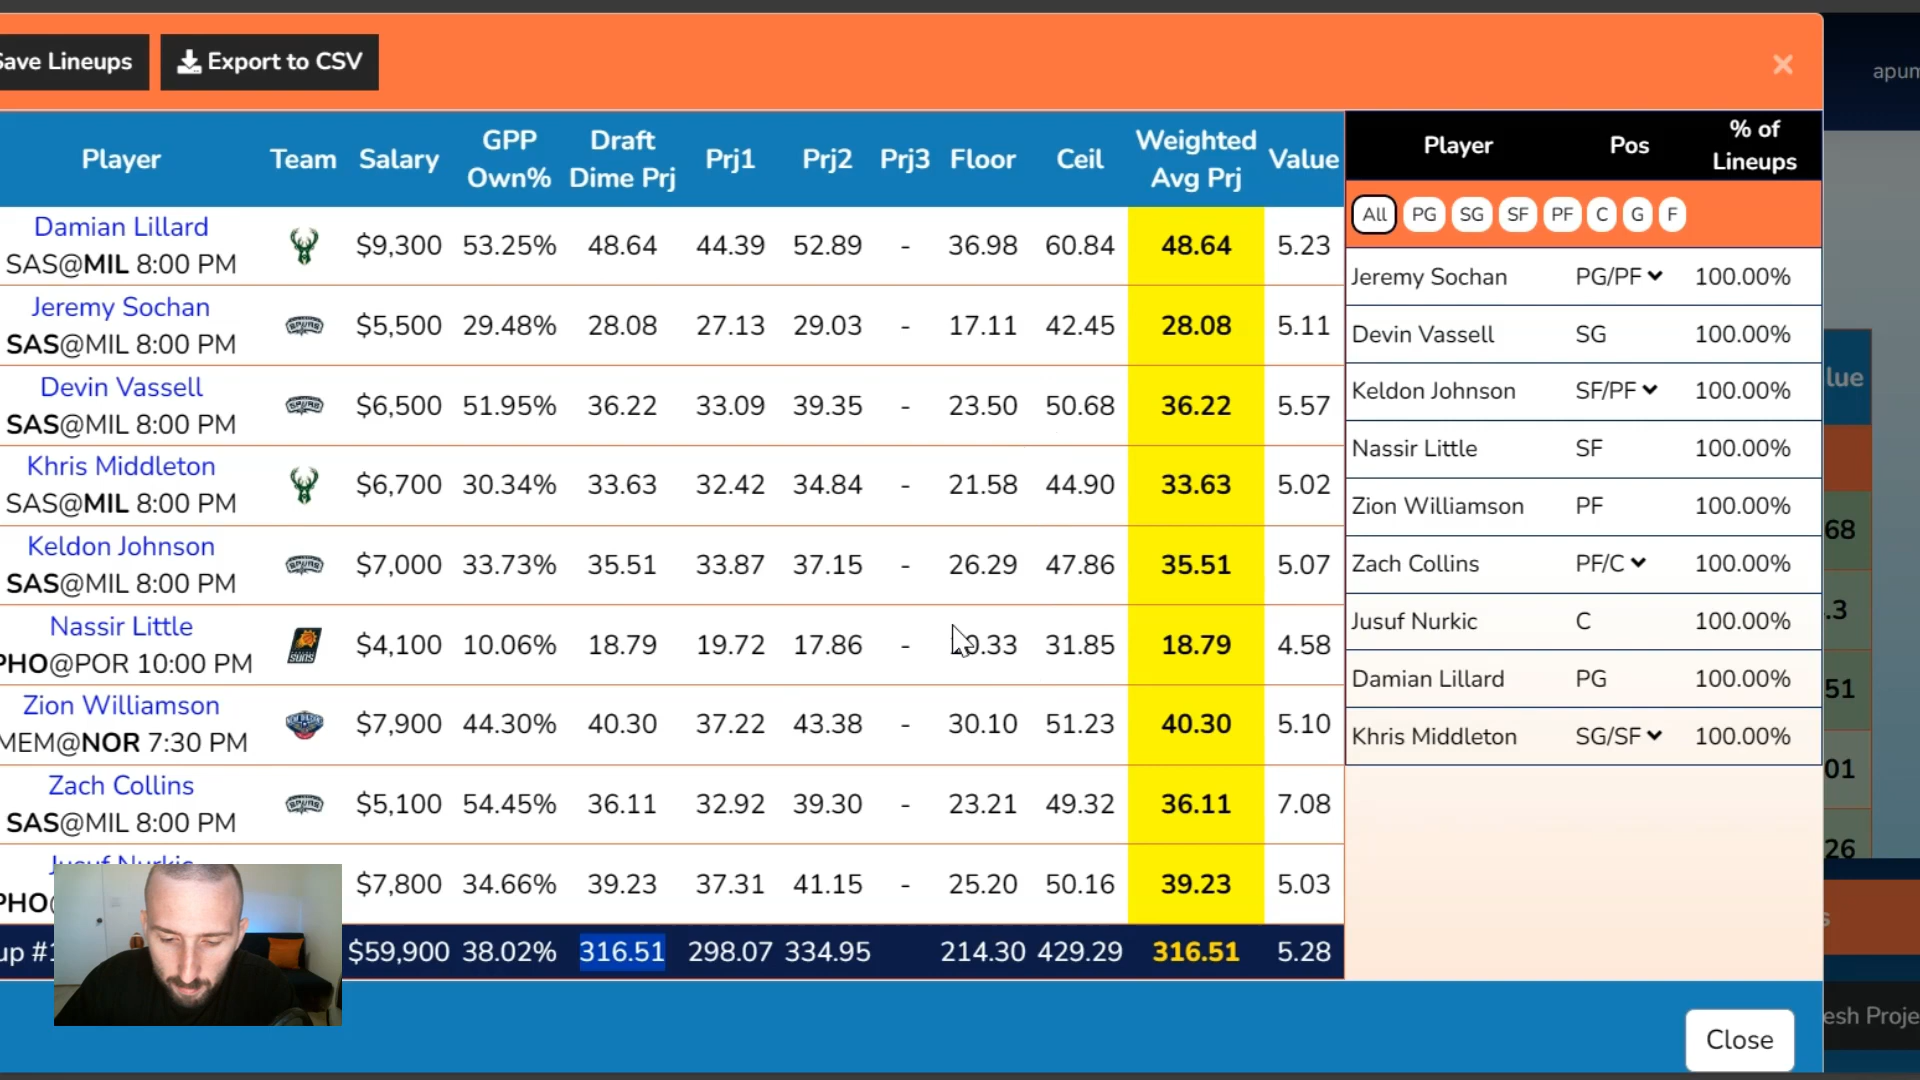 Save Lineups
Export to CSV
×
apum
Player Team Salary GPP Own% Draft Dime Prj Prj1 Prj2 Prj3 Floor Ceil Weighted Avg Prj Value
Damian Lillard
SAS@MIL 8:00 PM
$9,300 53.25% 48.64 44.39 52.89 - 36.98 60.84 48.64 5.23
Jeremy Sochan
SAS@MIL 8:00 PM
$5,500 29.48% 28.08 27.13 29.03 - 17.11 42.45 28.08 5.11
Devin Vassell
SAS@MIL 8:00 PM
$6,500 51.95% 36.22 33.09 39.35 - 23.50 50.68 36.22 5.57
Khris Middleton
SAS@MIL 8:00 PM
$6,700 30.34% 33.63 32.42 34.84 - 21.58 44.90 33.63 5.02
Keldon Johnson
SAS@MIL 8:00 PM
$7,000 33.73% 35.51 33.87 37.15 - 26.29 47.86 35.51 5.07
Nassir Little
PHO@POR 10:00 PM
$4,100 10.06% 18.79 19.72 17.86 - .33 31.85 18.79 4.58
Zion Williamson
MEM@NOR 7:30 PM
$7,900 44.30% 40.30 37.22 43.38 - 30.10 51.23 40.30 5.10
Zach Collins
SAS@MIL 8:00 PM
$5,100 54.45% 36.11 32.92 39.30 - 23.21 49.32 36.11 7.08
Jusuf Nurkic
PHO
$7,800 34.66% 39.23 37.31 41.15 - 25.20 50.16 39.23 5.03
up #1 $59,900 38.02% 316.51 298.07 334.95 214.30 429.29 316.51 5.28
Player Pos % of Lineups
All PG SG SF PF C G F
Jeremy Sochan PG/PF 100.00%
Devin Vassell SG 100.00%
Keldon Johnson SF/PF 100.00%
Nassir Little SF 100.00%
Zion Williamson PF 100.00%
Zach Collins PF/C 100.00%
Jusuf Nurkic C 100.00%
Damian Lillard PG 100.00%
Khris Middleton SG/SF 100.00%
lue
68
.3
51
01
26
s
esh Proje
Close